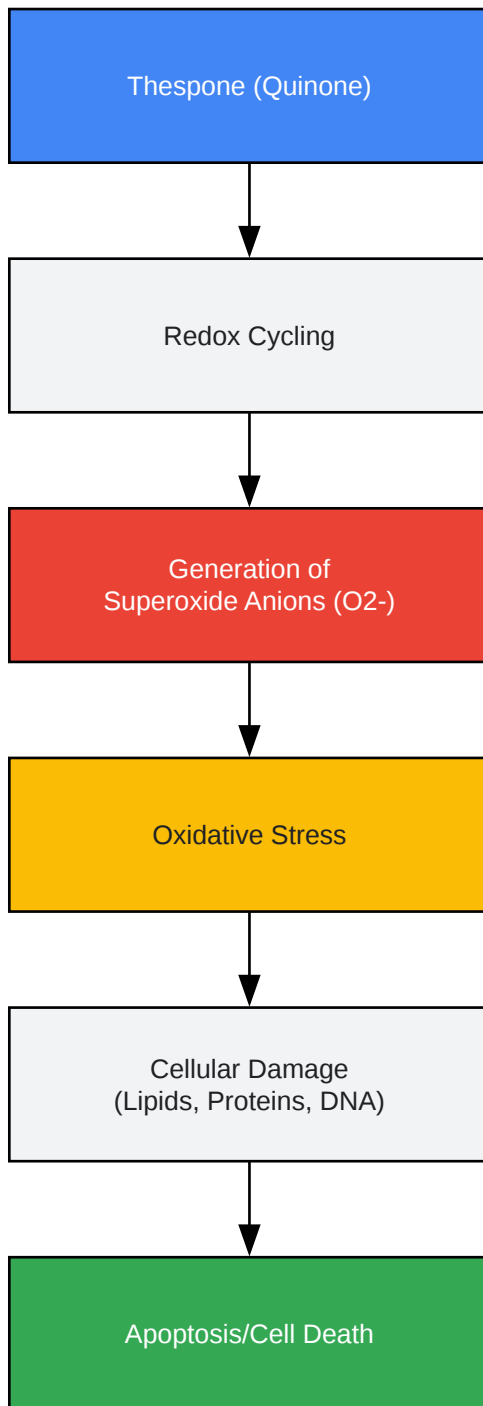 Thespone (Quinone)
Redox Cycling
Generation of
Superoxide Anions (O2-)
Oxidative Stress
Cellular Damage
(Lipids, Proteins, DNA)
Apoptosis/Cell Death